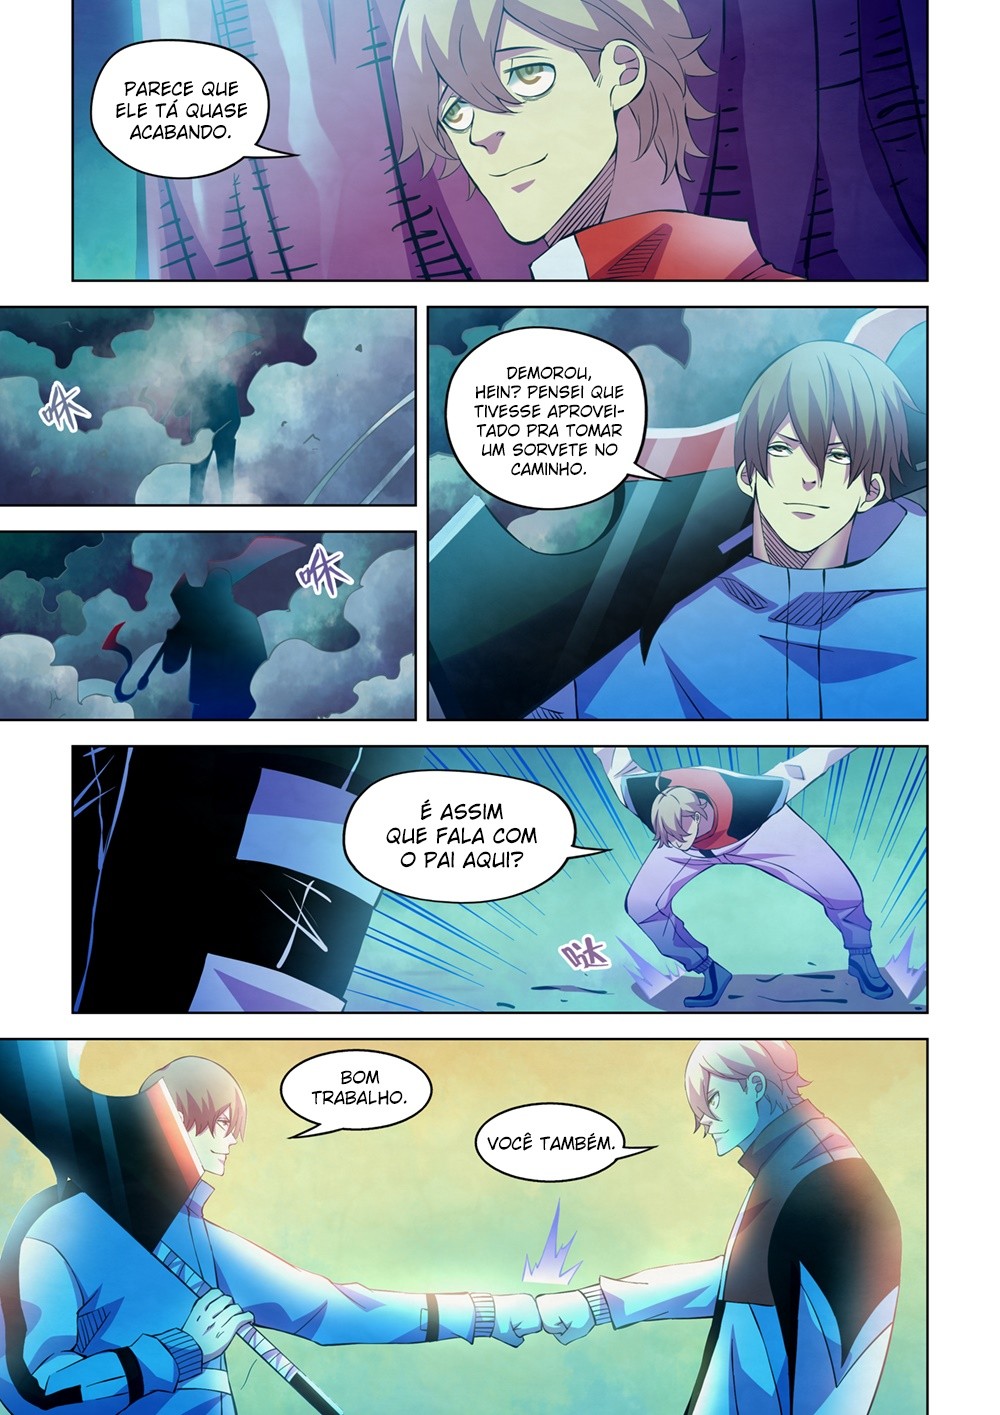 PARECE QUE
ELE TÁ QUASE
ACABANDO.
咻
DEMOROU,
HEIN? PENSEI QUE
TIVESSE APROVEI-
TADO PRA TOMAR
UM SORVETE NO
CAMINHO.
咻
É ASSIM
QUE FALA COM
O PAI AQUI?
哒
BOM
TRABALHO.
VOCÊ TAMBÉM.